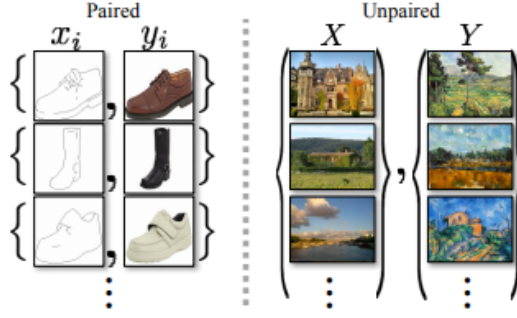 Paired
Unpaired
x_i y_i
X Y
{ , }
{ , }
{ , }
⋮
{ , }
⋮ ⋮